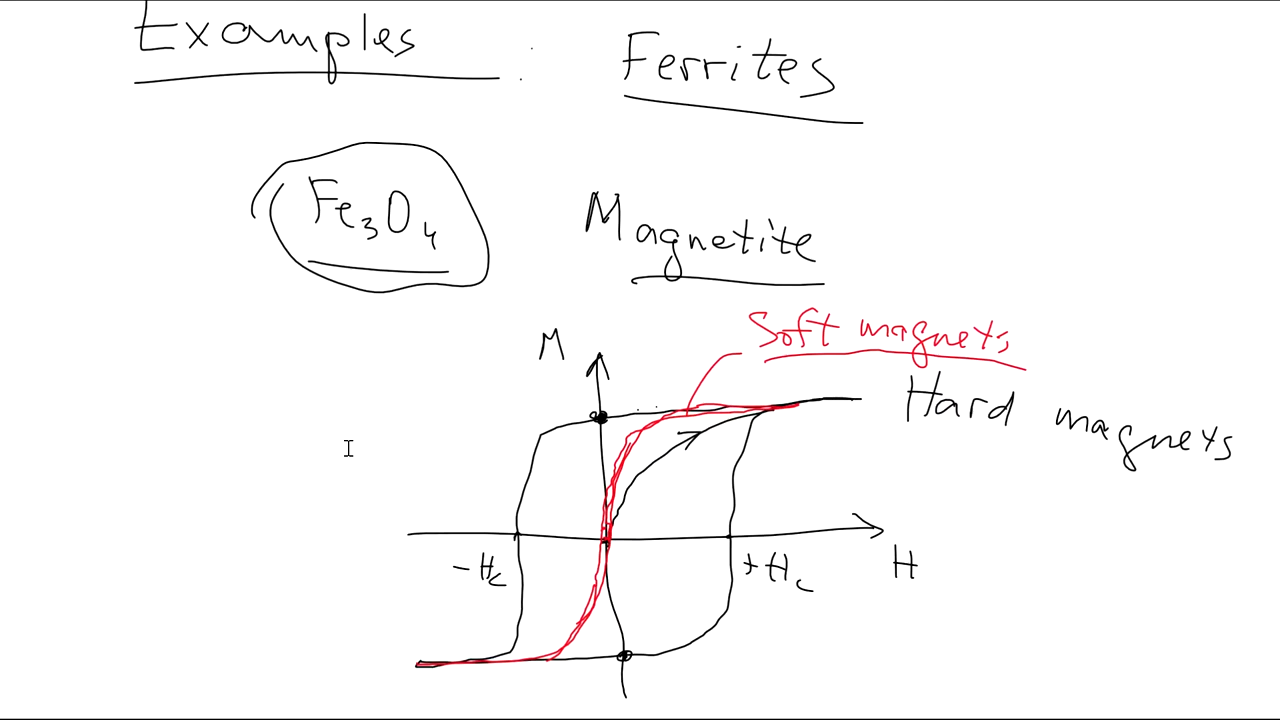 Examples
Ferrites
Fe₃O₄
Magnetite
Soft magnets
M
Hard magnets
-Hc
+Hc
H